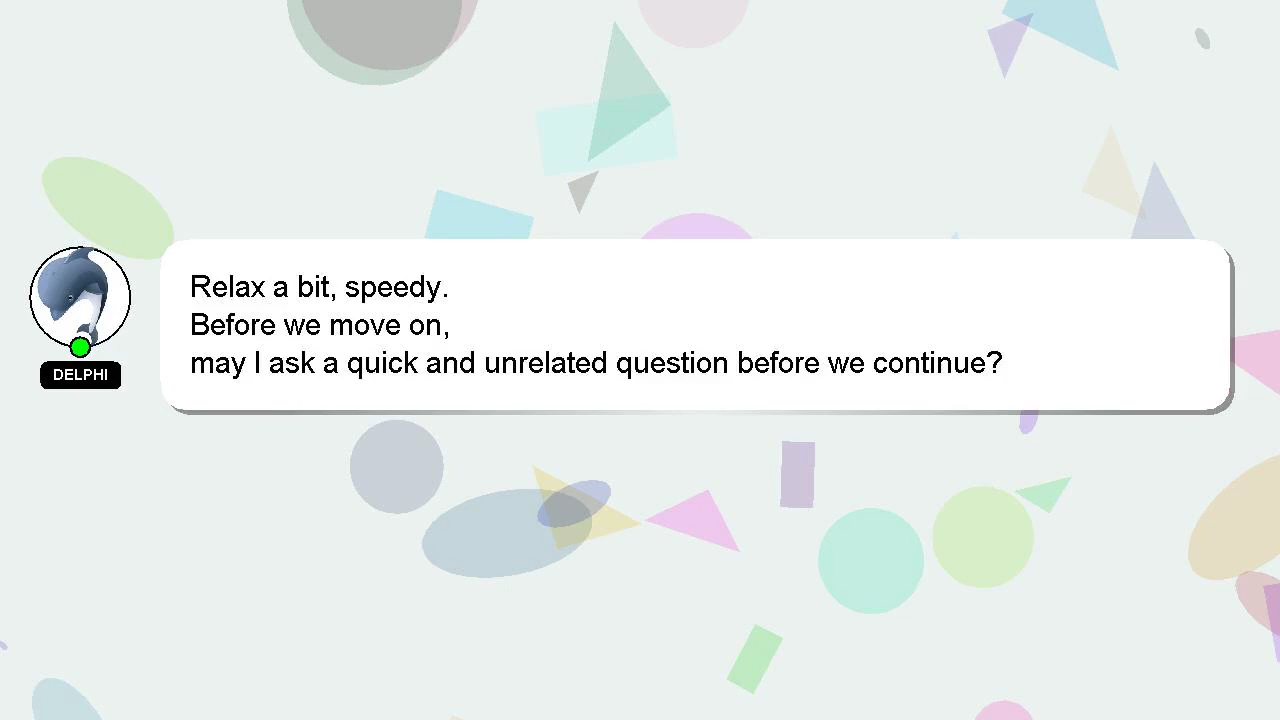 Relax a bit, speedy.
Before we move on,
may I ask a quick and unrelated question before we continue?
DELPHI